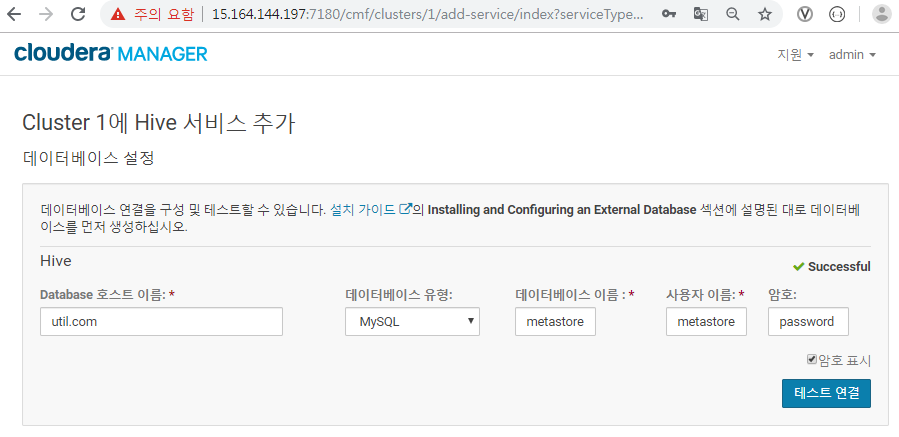 주의 요함 15.164.144.197:7180/cmf/clusters/1/add-service/index?serviceType...
cloudera MANAGER
지원 admin
Cluster 1에 Hive 서비스 추가
데이터베이스 설정
데이터베이스 연결을 구성 및 테스트할 수 있습니다. 설치 가이드의 Installing and Configuring an External Database 섹션에 설명된 대로 데이터베
이스를 먼저 생성하십시오.
Hive
Successful
Database 호스트 이름: * 데이터베이스 유형: 데이터베이스 이름 : * 사용자 이름: * 암호:
util.com MySQL metastore metastore password
암호 표시
테스트 연결